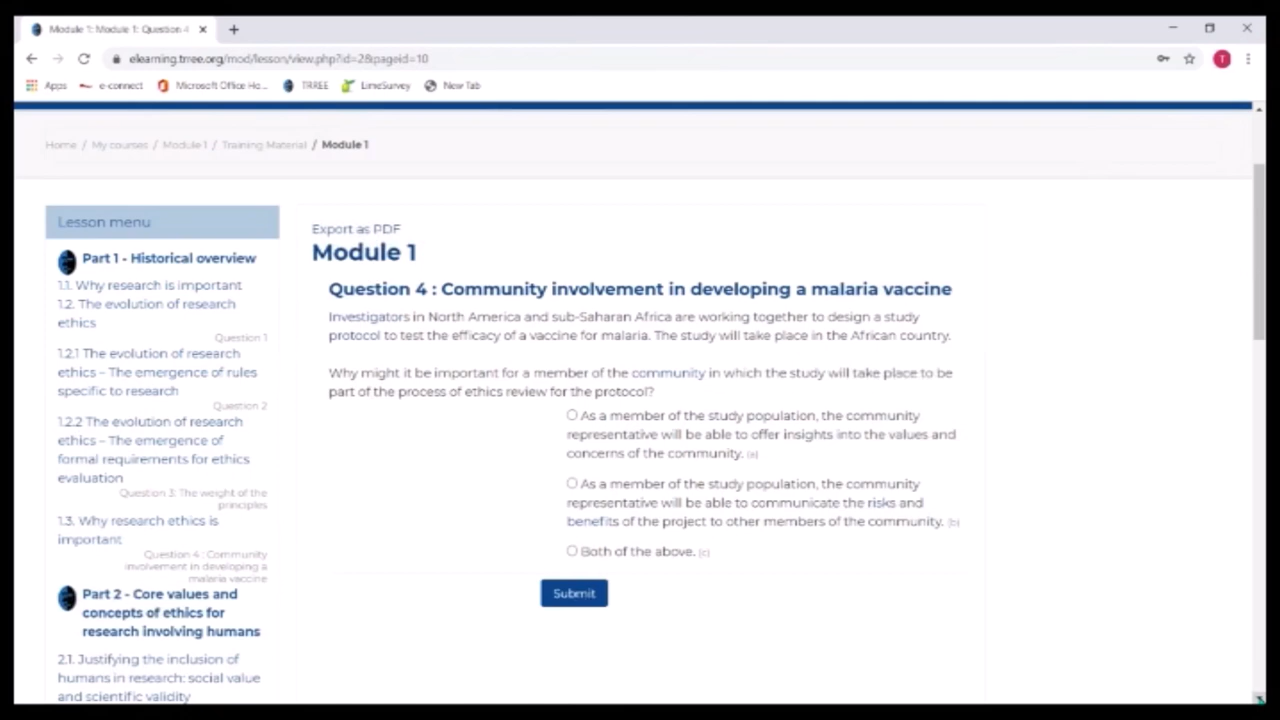 Module 1: Module 1: Question 4
elearning.trree.org/mod/lesson/view.php?id=2&pageid=10
T
Apps e-connect Microsoft Office Ho... TRREE LimeSurvey New Tab
Home / My courses / Module 1 / Training Material / Module 1
Lesson menu
Part 1 - Historical overview
1.1. Why research is important
1.2. The evolution of research
ethics
Question 1
1.2.1 The evolution of research
ethics – The emergence of rules
specific to research
Question 2
1.2.2 The evolution of research
ethics – The emergence of
formal requirements for ethics
evaluation
Question 3: The weight of the
principles
1.3. Why research ethics is
important
Question 4 : Community
involvement in developing a
malaria vaccine
Part 2 - Core values and
concepts of ethics for
research involving humans
2.1. Justifying the inclusion of
humans in research: social value
and scientific validity
Export as PDF
Module 1
Question 4 : Community involvement in developing a malaria vaccine
Investigators in North America and sub-Saharan Africa are working together to design a study
protocol to test the efficacy of a vaccine for malaria. The study will take place in the African country.
Why might it be important for a member of the community in which the study will take place to be
part of the process of ethics review for the protocol?
As a member of the study population, the community
representative will be able to offer insights into the values and
concerns of the community. (a)
As a member of the study population, the community
representative will be able to communicate the risks and
benefits of the project to other members of the community. (b)
Both of the above. (c)
Submit